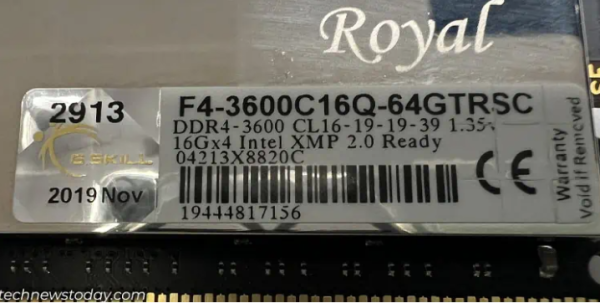 Royal
2913
F4-3600C16Q-64GTRSC
DDR4-3600 CL16-19-19-39 1.35v
16Gx4 Intel XMP 2.0 Ready
04213X8820C
G.SKILL
2019 Nov
19444817156
CE
Warranty
Void if Removed
technewstoday.com